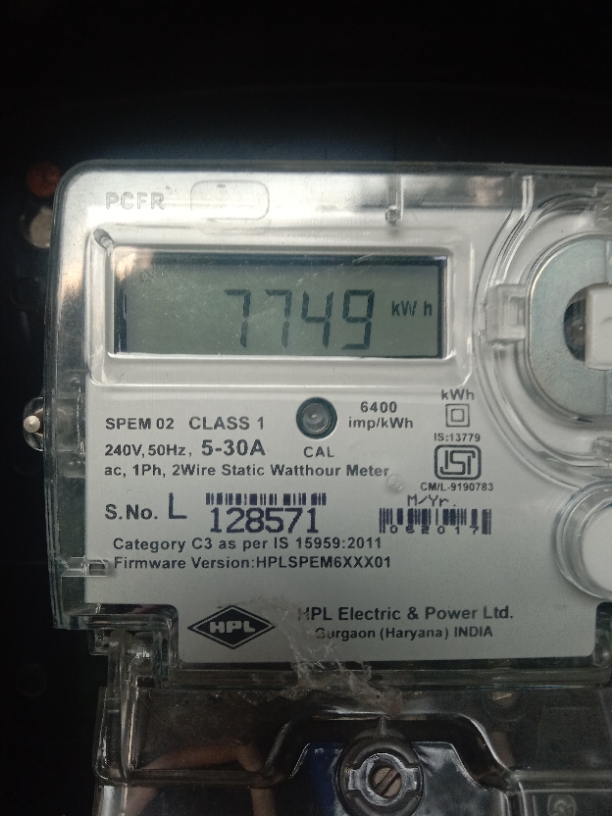 PCFR
7749 kWh
SPEM 02 CLASS 1
240V, 50Hz, 5-30A
ac, 1Ph, 2Wire Static Watthour Meter
CAL
6400
imp/kWh
kWh
IS:13779
ISI
CM/L-9190783
S.No. L 128571
M/Yr.
062017
Category C3 as per IS 15959:2011
Firmware Version:HPLSPEM6XXX01
HPL
HPL Electric & Power Ltd.
Gurgaon (Haryana) INDIA